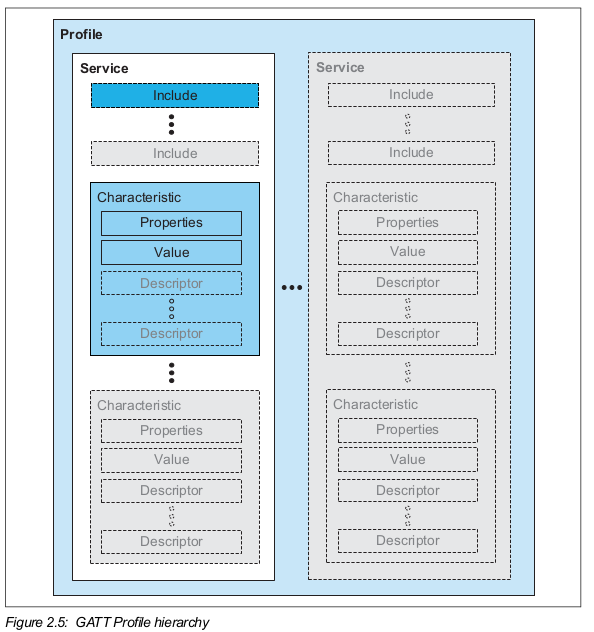 Profile
Service
Include
Include
Characteristic
Properties
Value
Descriptor
Descriptor
Characteristic
Properties
Value
Descriptor
Descriptor
Service
Include
Include
Characteristic
Properties
Value
Descriptor
Descriptor
Characteristic
Properties
Value
Descriptor
Descriptor
Figure 2.5: GATT Profile hierarchy